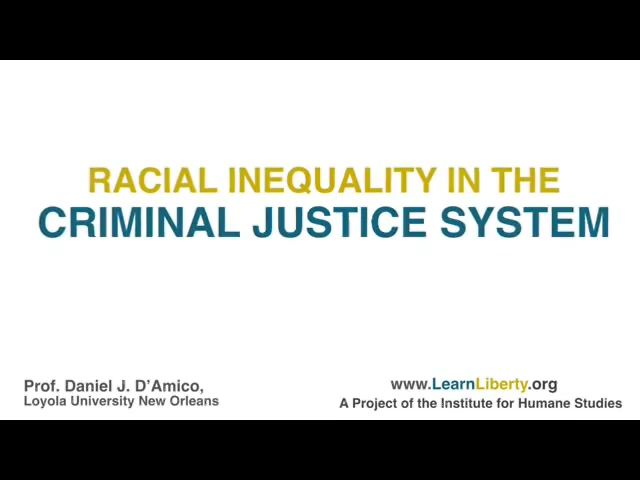 RACIAL INEQUALITY IN THE
CRIMINAL JUSTICE SYSTEM
Prof. Daniel J. D'Amico,
Loyola University New Orleans
www.LearnLiberty.org
A Project of the Institute for Humane Studies